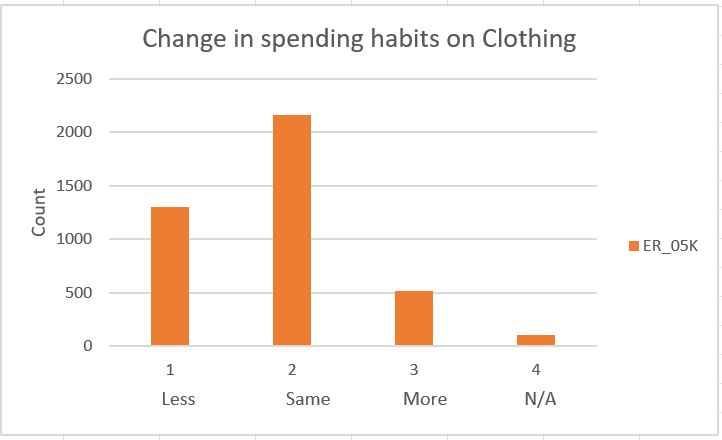 Change in spending habits on Clothing
2500
2000
1500
1000
500
0
Count
1 2 3 4
Less Same More N/A
ER_05K